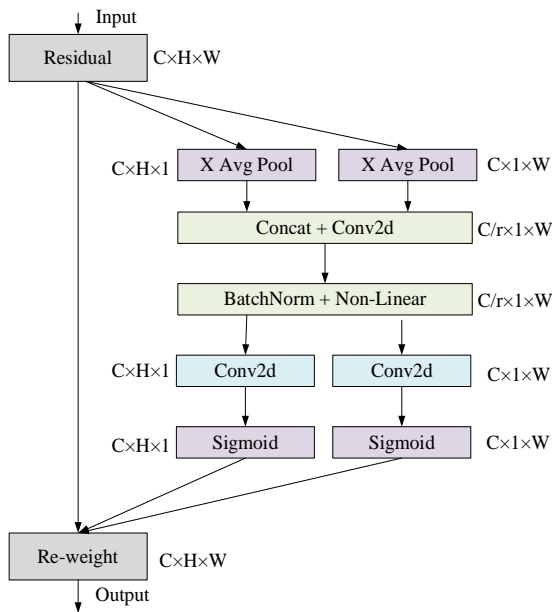 Input
Residual C×H×W
C×H×1 X Avg Pool X Avg Pool C×1×W
Concat + Conv2d C/r×1×W
BatchNorm + Non-Linear C/r×1×W
C×H×1 Conv2d Conv2d C×1×W
C×H×1 Sigmoid Sigmoid C×1×W
Re-weight C×H×W
Output